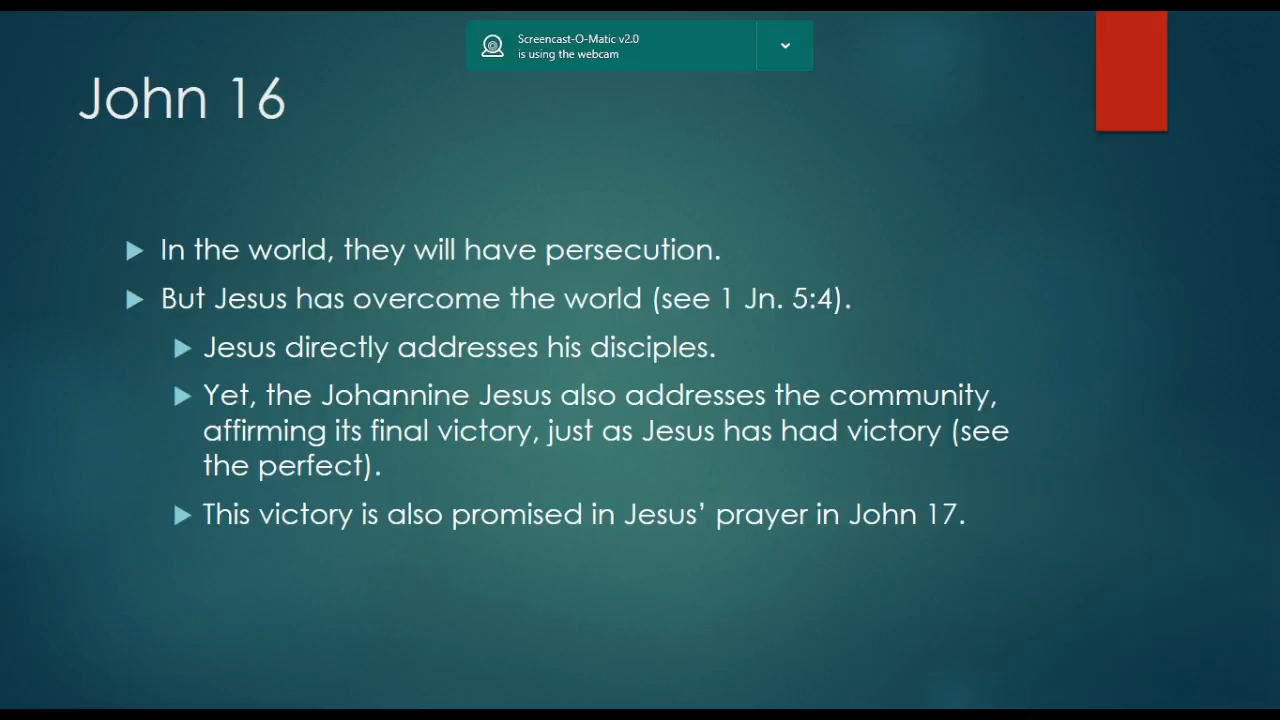 Screencast-O-Matic v2.0
is using the webcam
John 16
In the world, they will have persecution.
But Jesus has overcome the world (see 1 Jn. 5:4).
Jesus directly addresses his disciples.
Yet, the Johannine Jesus also addresses the community,
affirming its final victory, just as Jesus has had victory (see
the perfect).
This victory is also promised in Jesus’ prayer in John 17.